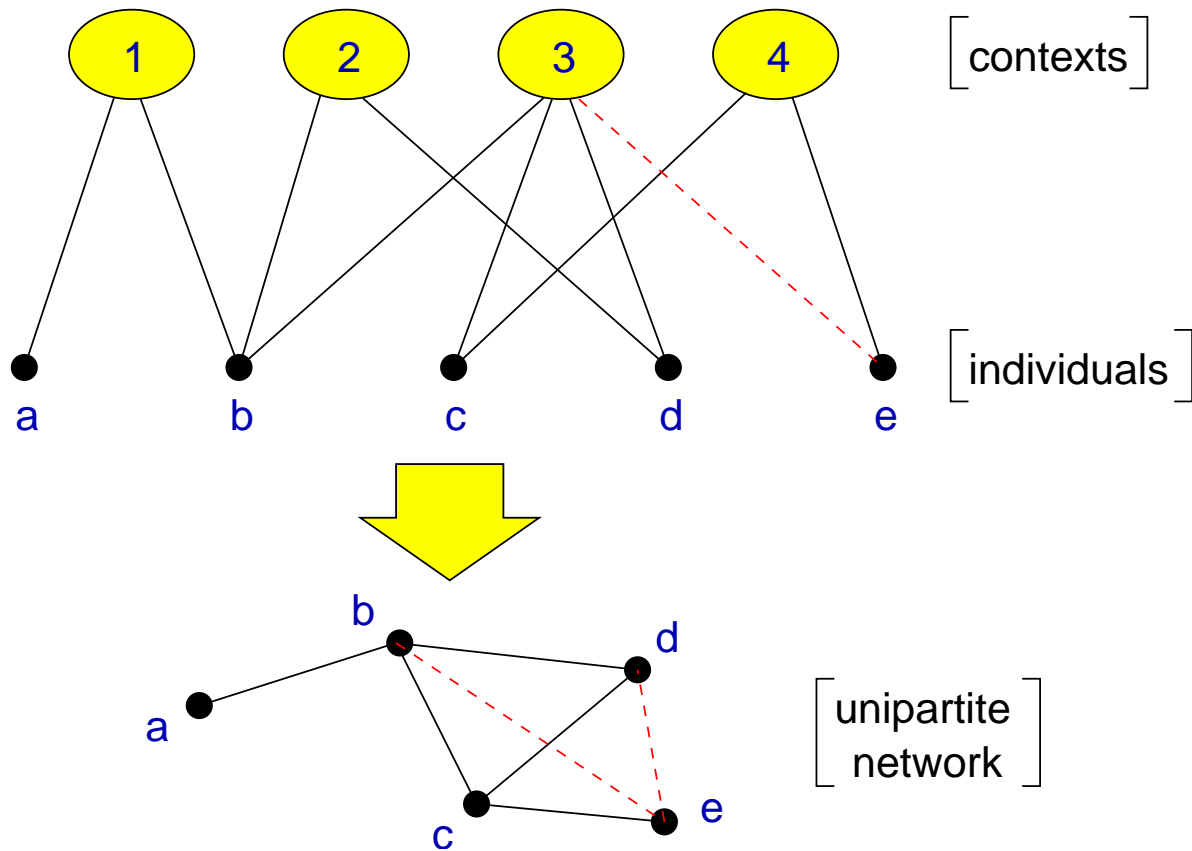 1 2 3 4 contexts
individuals
a b c d e
b
d
a
unipartite
network
c
e